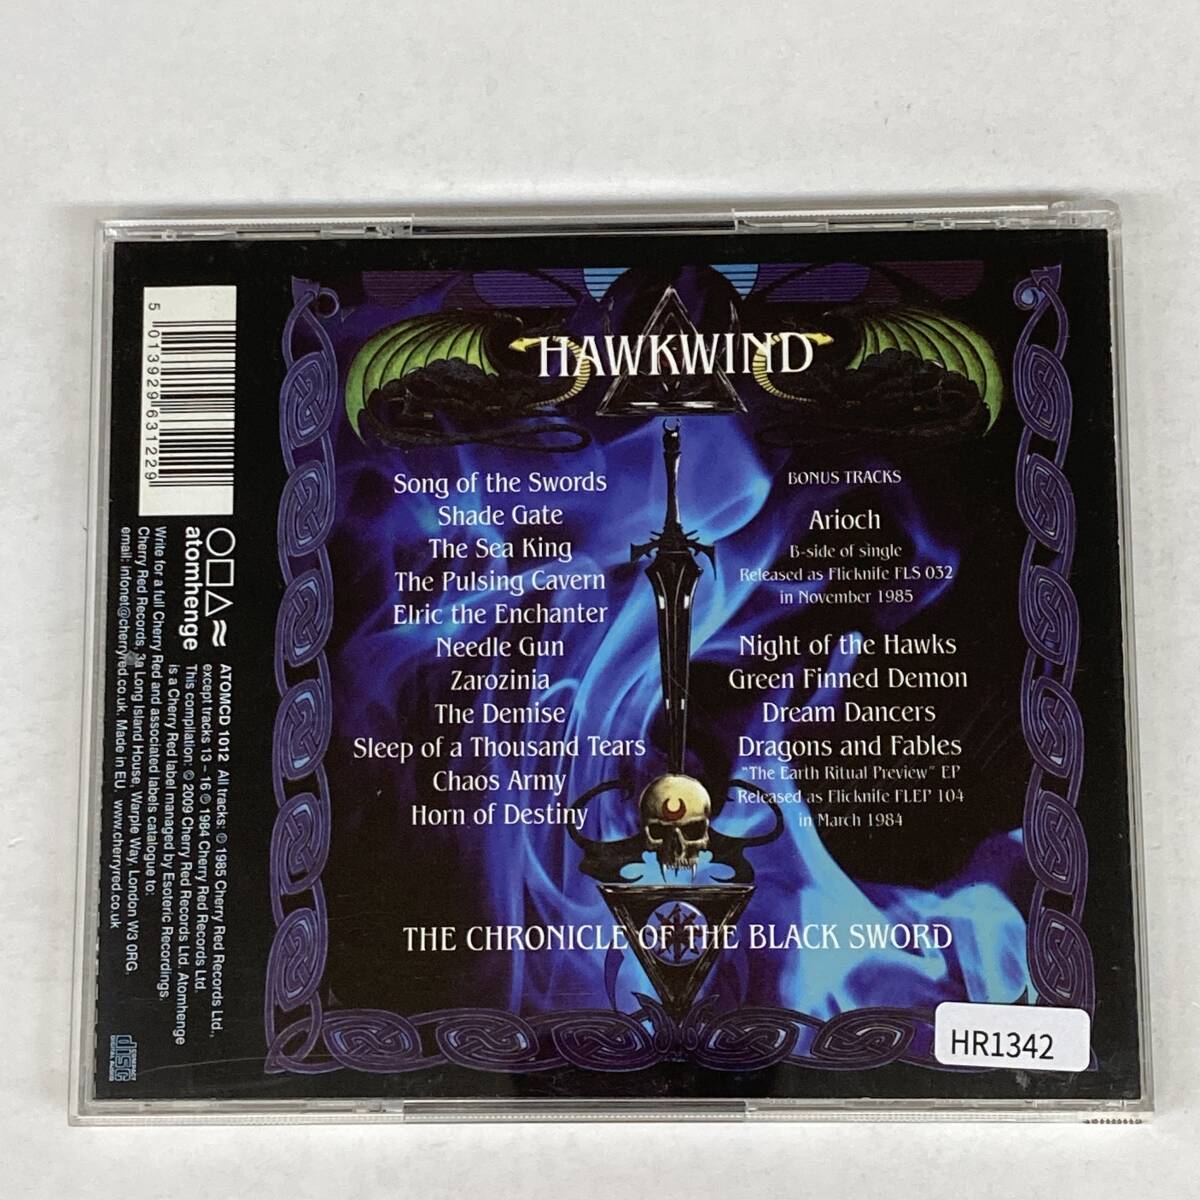 HAWKWIND
Song of the Swords
Shade Gate
The Sea King
The Pulsing Cavern
Elric the Enchanter
Needle Gun
Zarozinia
The Demise
Sleep of a Thousand Tears
Chaos Army
Horn of Destiny
BONUS TRACKS
Arioch
B-side of single
Released as Flicknife FLS 032
in November 1985
Night of the Hawks
Green Finned Demon
Dream Dancers
Dragons and Fables
"The Earth Ritual Preview" EP
Released as Flicknife FLEP 104
in March 1984
THE CHRONICLE OF THE BLACK SWORD
HR1342
5 013929 631229
atomhenge
ATOMCD 1012 All tracks: ℗ 1985 Cherry Red Records Ltd.,
except tracks 13 - 16 ℗ 1984 Cherry Red Records Ltd.
This compilation: ℗ 2009 Cherry Red Records Ltd. Atomhenge
is a Cherry Red label managed by Esoteric Recordings.
Write for a full Cherry Red and associated labels catalogue to:
Cherry Red Records, 3a Long Island House, Warple Way, London W3 0RG.
email: infonet@cherryred.co.uk. Made in EU. www.cherryred.co.uk
COMPACT
disc
DIGITAL AUDIO